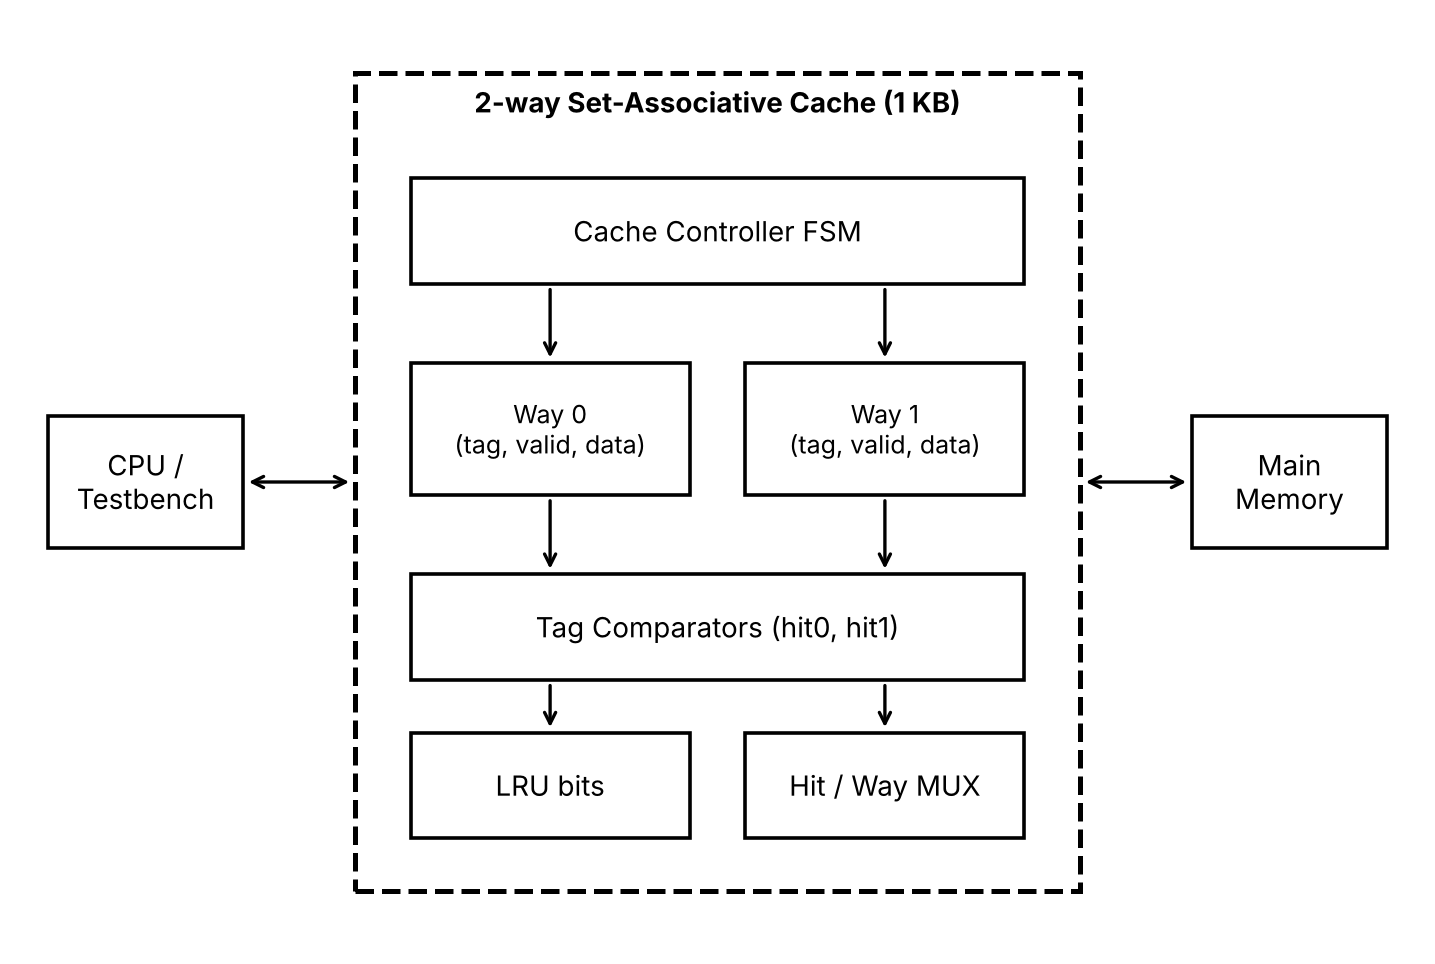 2-way Set-Associative Cache (1 KB)
Cache Controller FSM
Way 0
(tag, valid, data)
Way 1
(tag, valid, data)
CPU /
Testbench
Main
Memory
Tag Comparators (hit0, hit1)
LRU bits
Hit / Way MUX